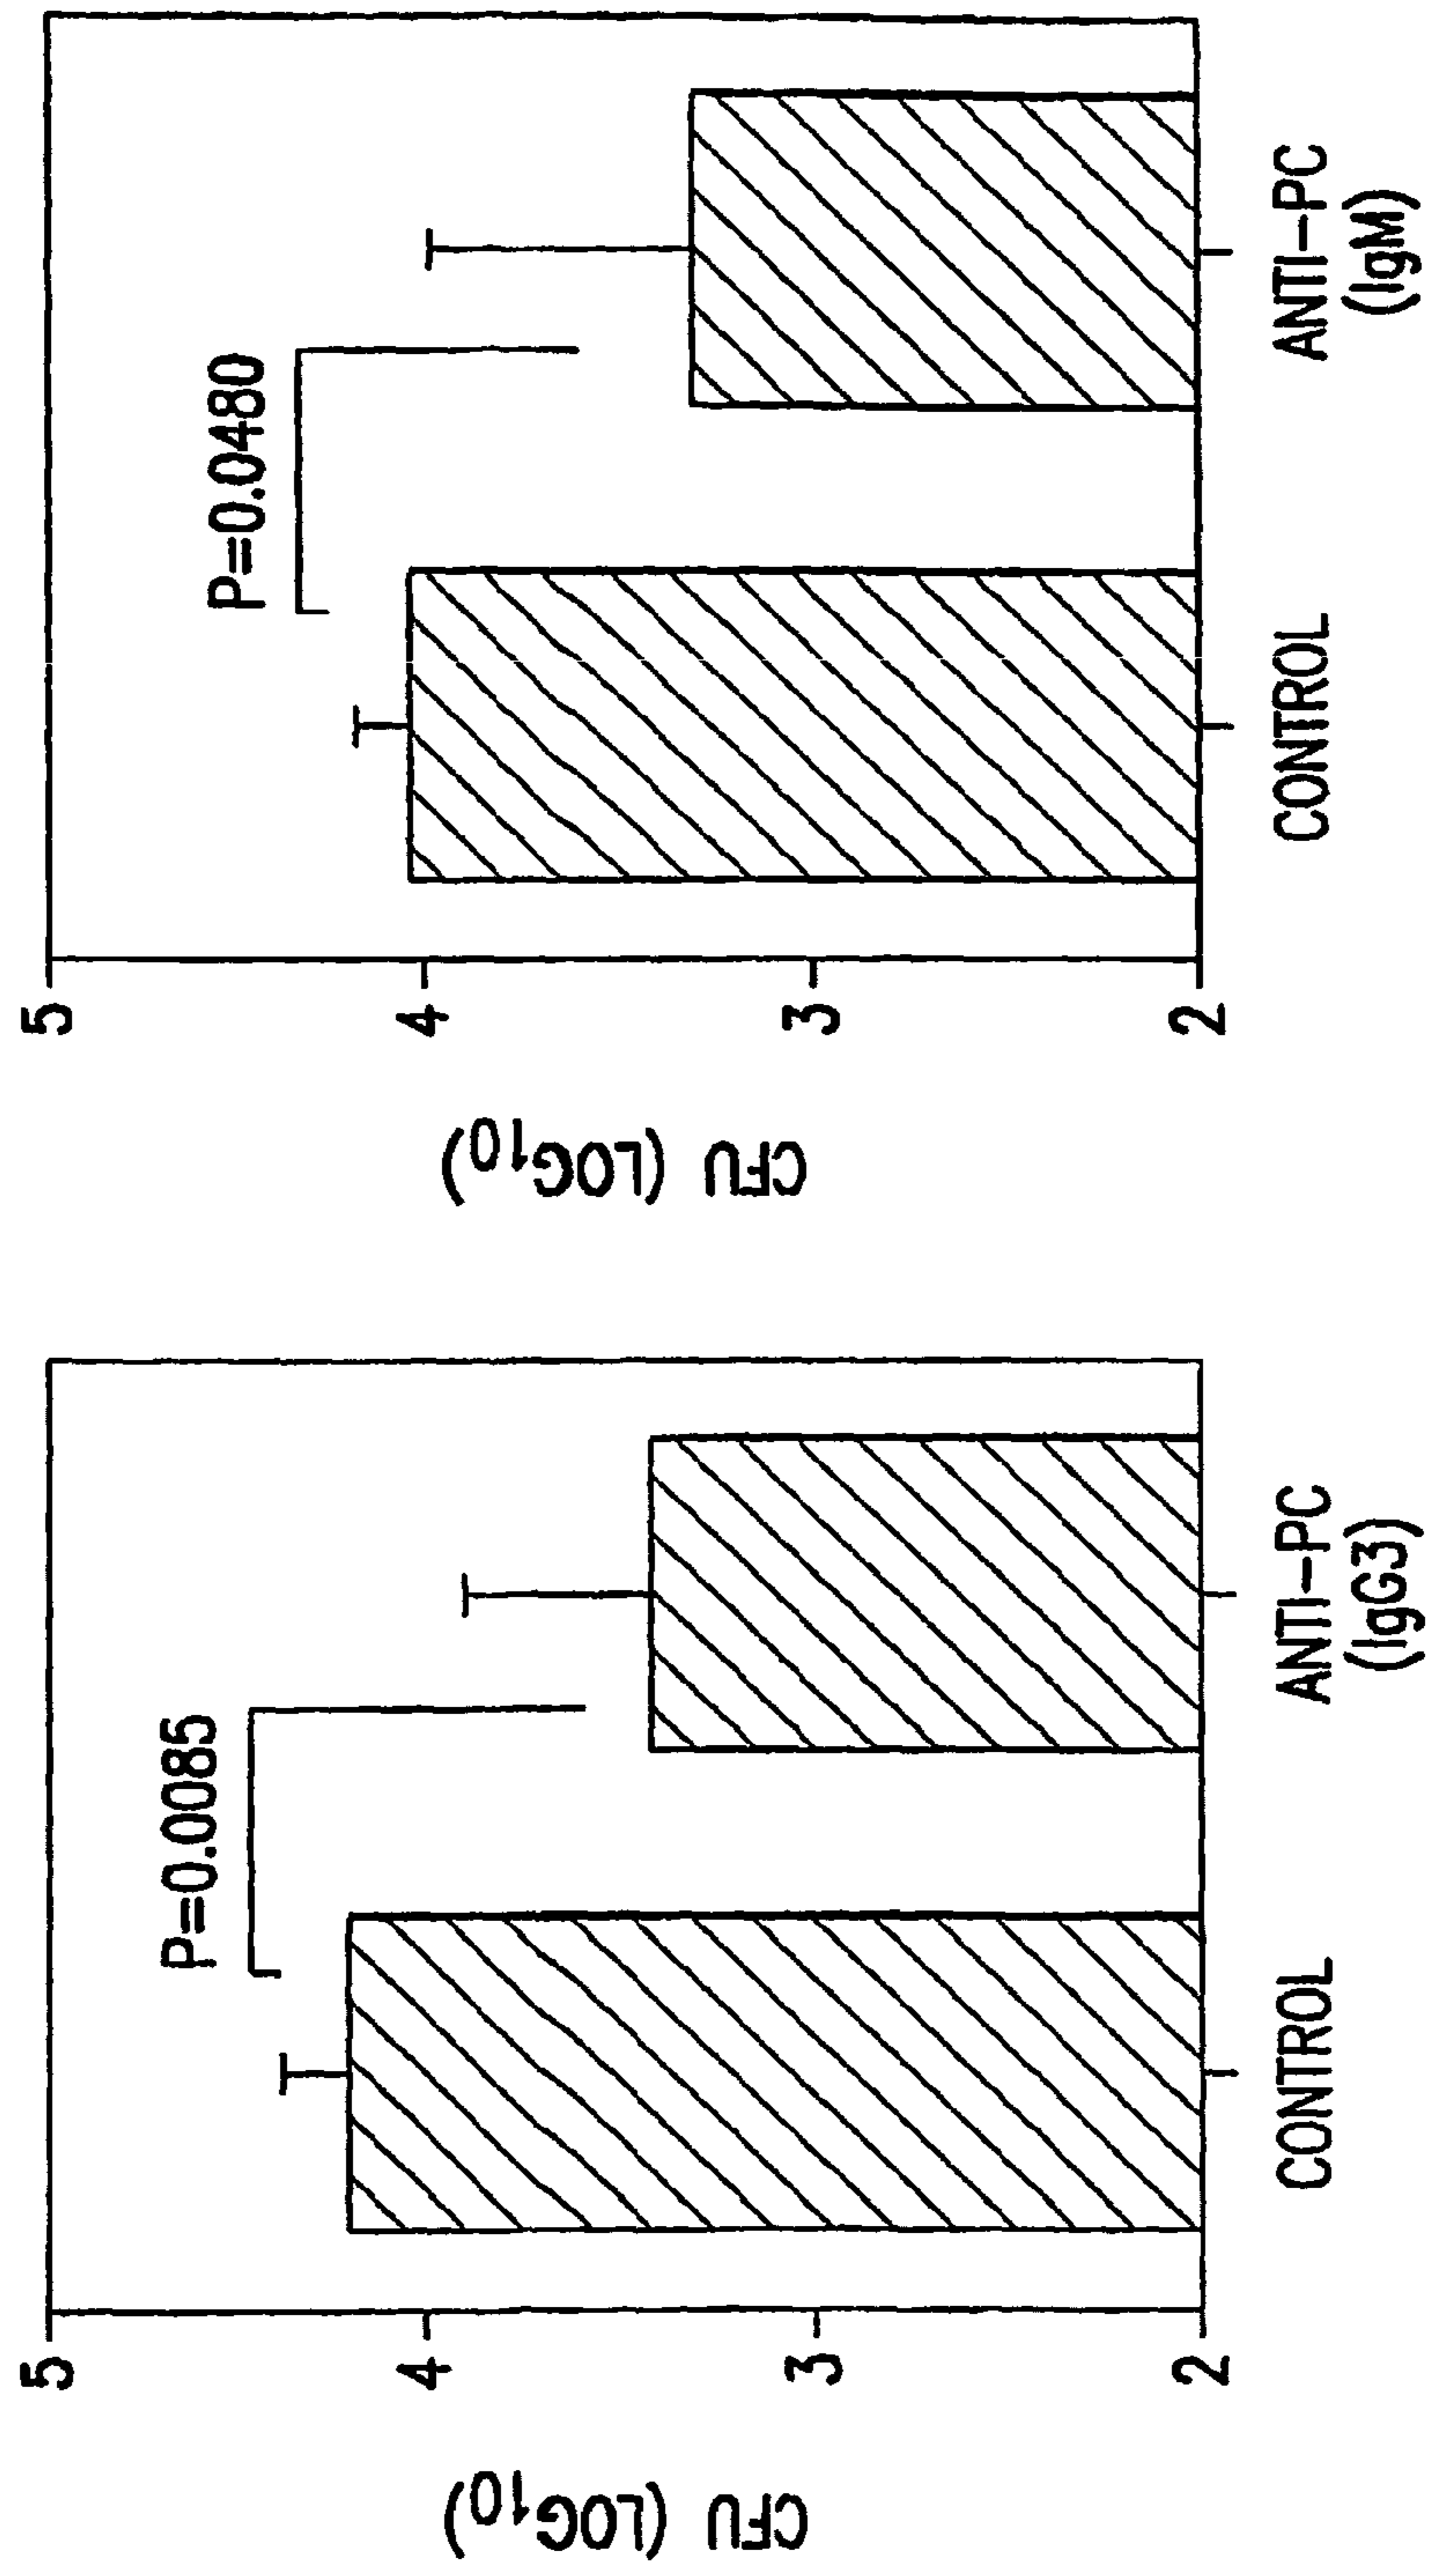 CFU (LOG10)
5
4
3
2
P=0.0085
CONTROL
ANTI-PC
(IgG3)
CFU (LOG10)
5
4
3
2
P=0.0480
CONTROL
ANTI-PC
(IgM)